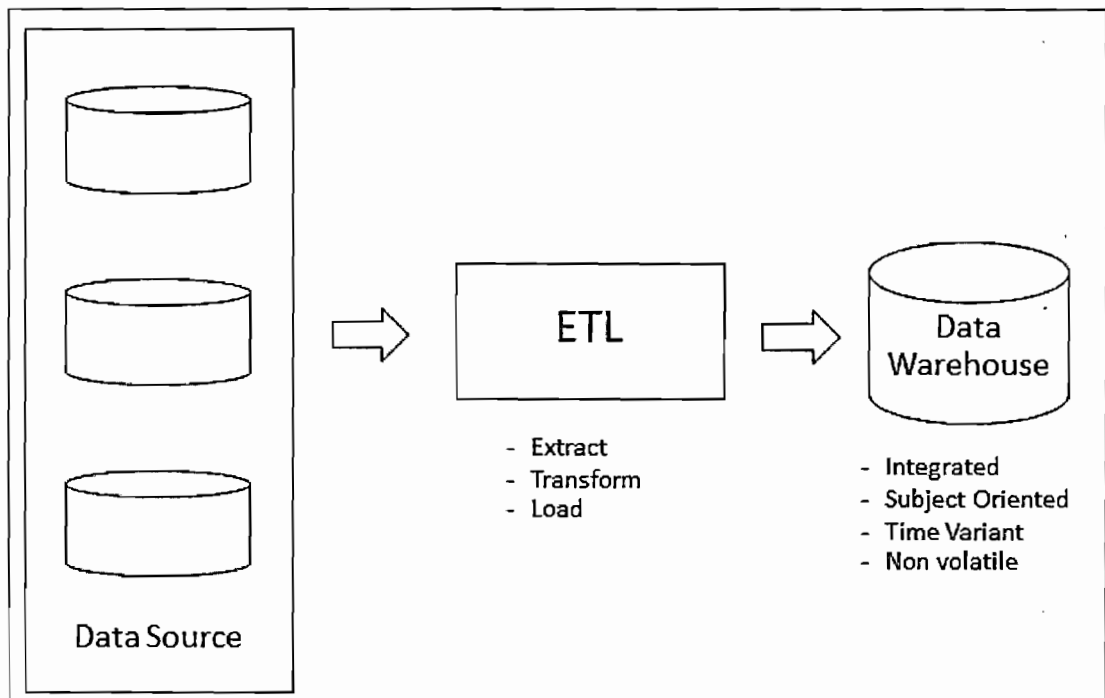 Data Source
ETL
- Extract
- Transform
- Load
Data
Warehouse
- Integrated
- Subject Oriented
- Time Variant
- Non volatile